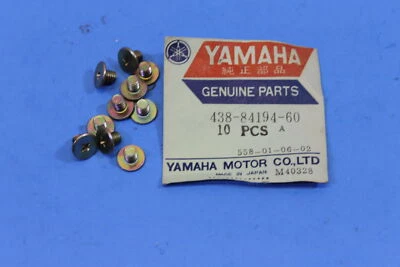 YAMAHA
純正部品
GENUINE PARTS
438-84194-60
10 PCS A
558-01-06-02
YAMAHA MOTOR CO.,LTD
MADE IN JAPAN M40328